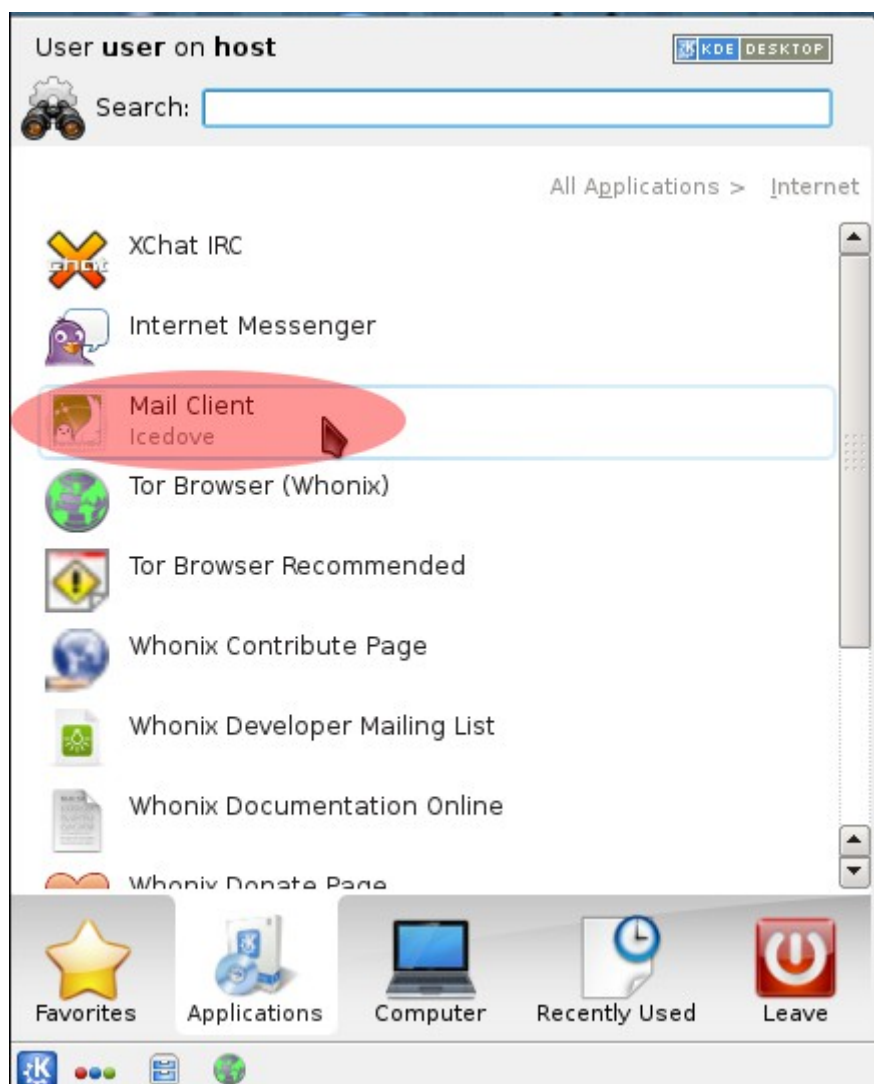 User user on host
KDE DESKTOP
Search:
All Applications > Internet
XChat IRC
Internet Messenger
Mail Client
Icedove
Tor Browser (Whonix)
Tor Browser Recommended
Whonix Contribute Page
Whonix Developer Mailing List
Whonix Documentation Online
Whonix Donate Page
Favorites
Applications
Computer
Recently Used
Leave